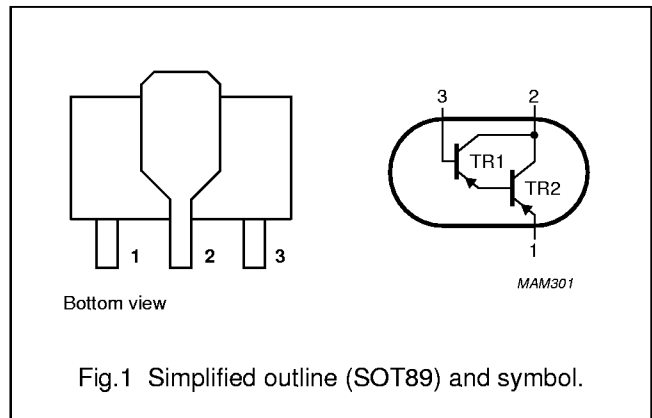 3 2
TR1
TR2
1
1 2 3
MAM301
Bottom view
Fig.1 Simplified outline (SOT89) and symbol.